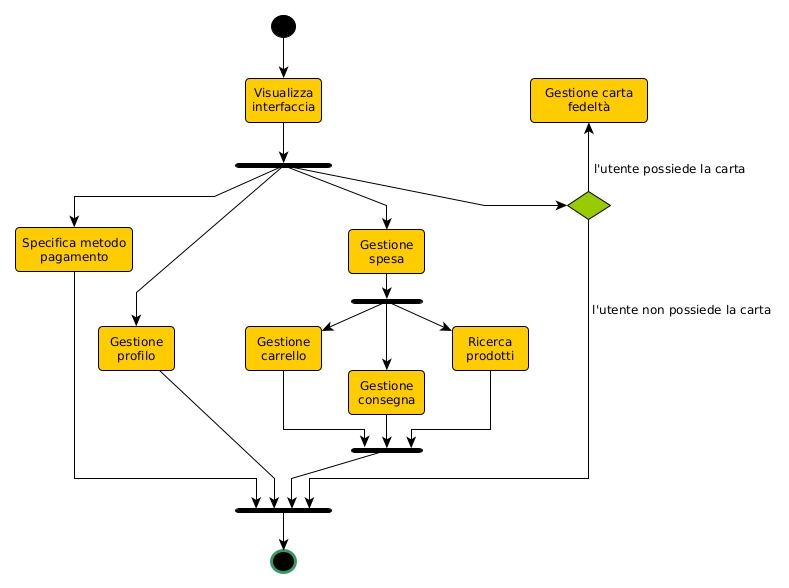 Visualizza
interfaccia
Gestione carta
fedeltà
l'utente possiede la carta
Specifica metodo
pagamento
Gestione
spesa
l'utente non possiede la carta
Gestione
profilo
Gestione
carrello
Ricerca
prodotti
Gestione
consegna